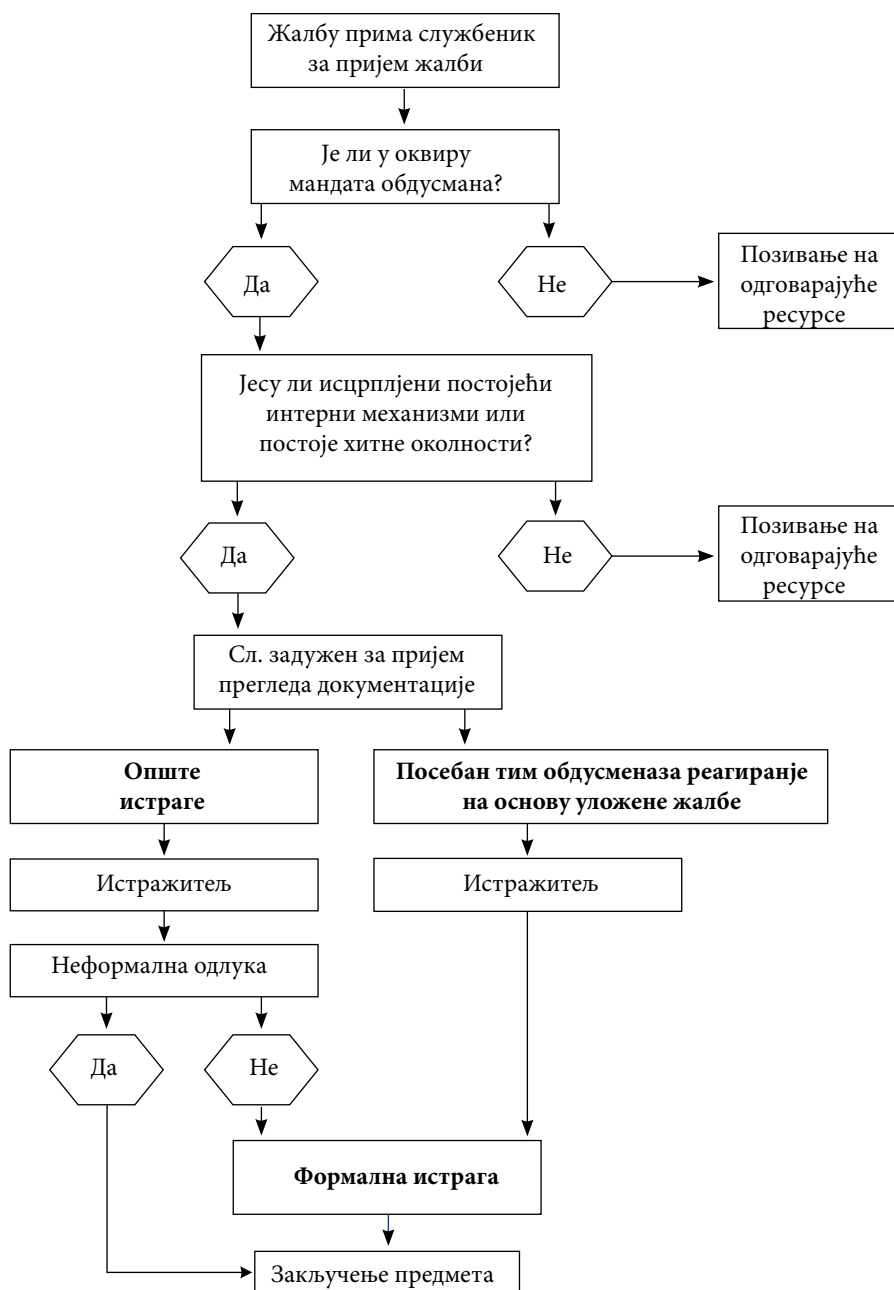 Жалбу прима службеник
за пријем жалби
Је ли у оквиру
мандата обдусмана?
Да
Не
Позивање на
одговарајуће
ресурсе
Јесу ли исцрпљени постојећи
интерни механизми или
постоје хитне околности?
Да
Не
Позивање на
одговарајуће
ресурсе
Сл. задужен за пријем
прегледа документације
Опште
истраге
Посебан тим обдусменаза реагирањје
на основу уложене жалбе
Истражитељ
Истражитељ
Неформална одлука
Да
Не
Формална истрага
Закључење предмета